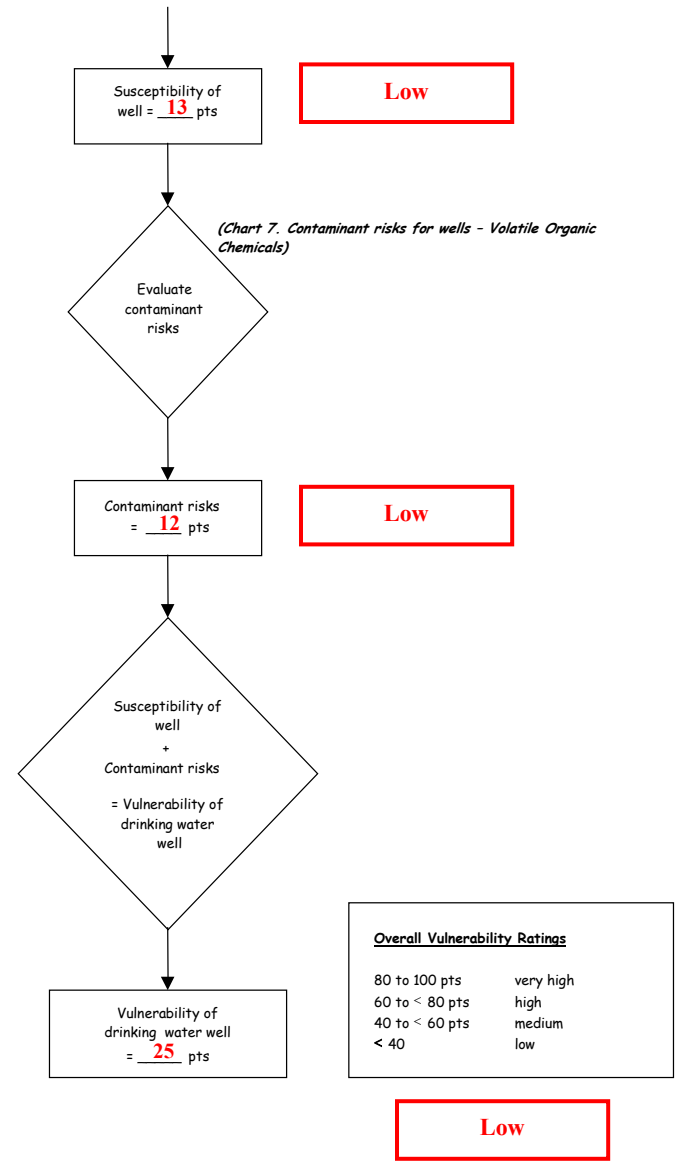 Susceptibility of
well = 13 pts
Low
(Chart 7. Contaminant risks for wells – Volatile Organic
Chemicals)
Evaluate
contaminant
risks
Contaminant risks
= 12 pts
Low
Susceptibility of
well
+
Contaminant risks
= Vulnerability of
drinking water
well
Overall Vulnerability Ratings
80 to 100 pts very high
60 to < 80 pts high
40 to < 60 pts medium
< 40 low
Vulnerability of
drinking water well
= 25 pts
Low